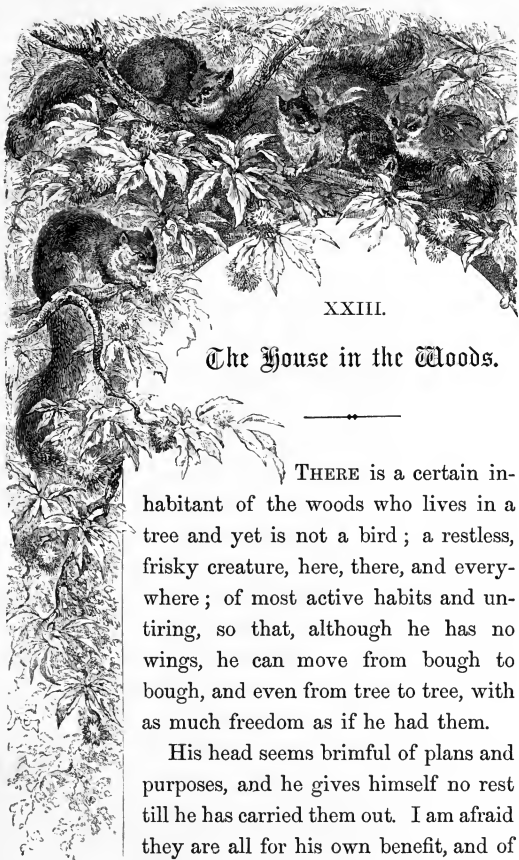 XXIII.
The House in the Woods.
THERE is a certain in-
habitant of the woods who lives in a
tree and yet is not a bird ; a restless,
frisky creature, here, there, and every-
where ; of most active habits and un-
tiring, so that, although he has no
wings, he can move from bough to
bough, and even from tree to tree, with
as much freedom as if he had them.
His head seems brimful of plans and
purposes, and he gives himself no rest
till he has carried them out. I am afraid
they are all for his own benefit, and of